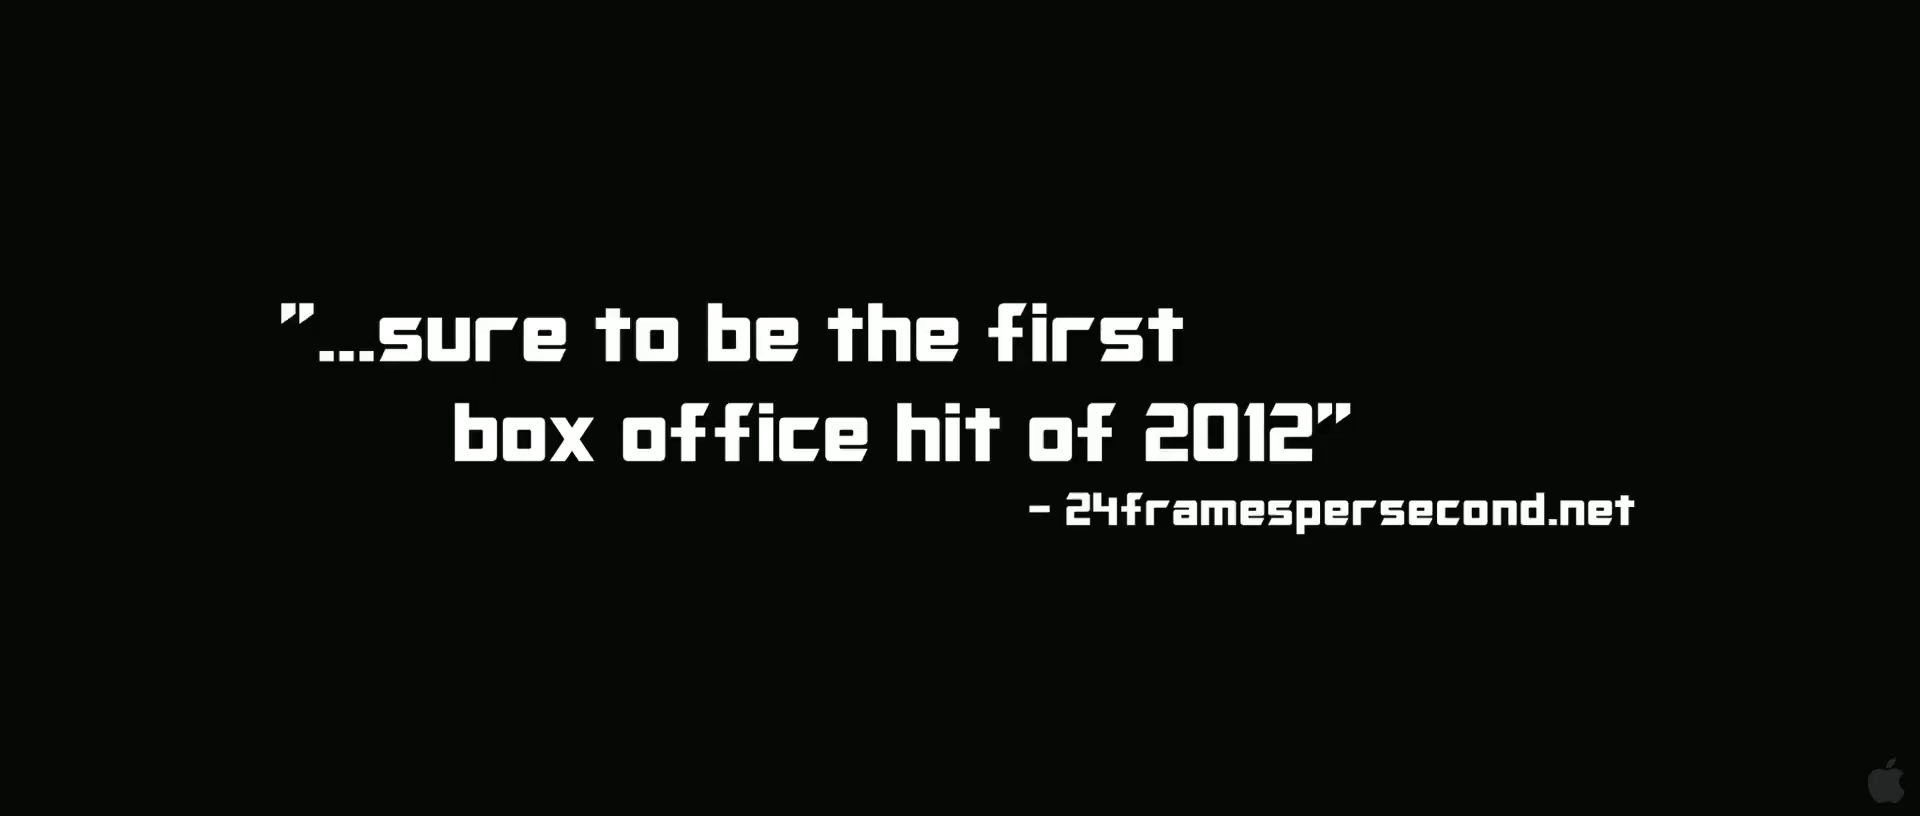 "...sure to be the first
box office hit of 2012"
- 24framespersecond.net